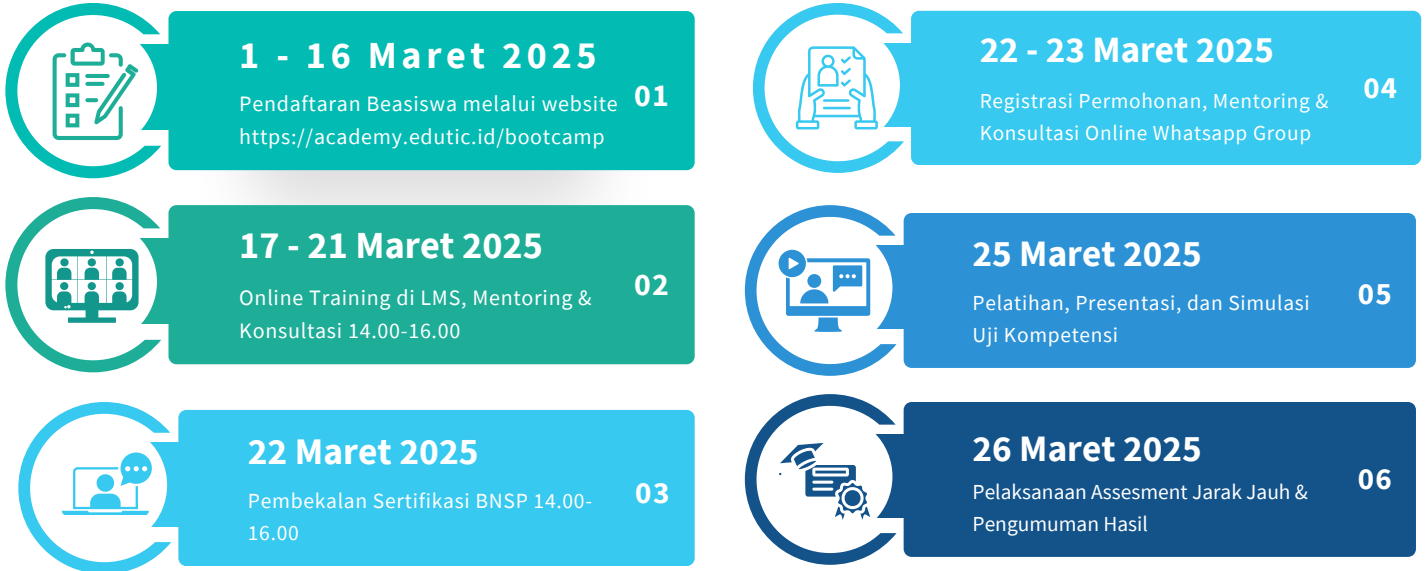 1 - 16 Maret 2025
Pendaftaran Beasiswa melalui website
https://academy.edutic.id/bootcamp
01
17 - 21 Maret 2025
Online Training di LMS, Mentoring &
Konsultasi 14.00-16.00
02
22 Maret 2025
Pembekalan Sertifikasi BNSP 14.00-
16.00
03
22 - 23 Maret 2025
Registrasi Permohonan, Mentoring &
Konsultasi Online Whatsapp Group
04
25 Maret 2025
Pelatihan, Presentasi, dan Simulasi
Uji Kompetensi
05
26 Maret 2025
Pelaksanaan Assesment Jarak Jauh &
Pengumuman Hasil
06